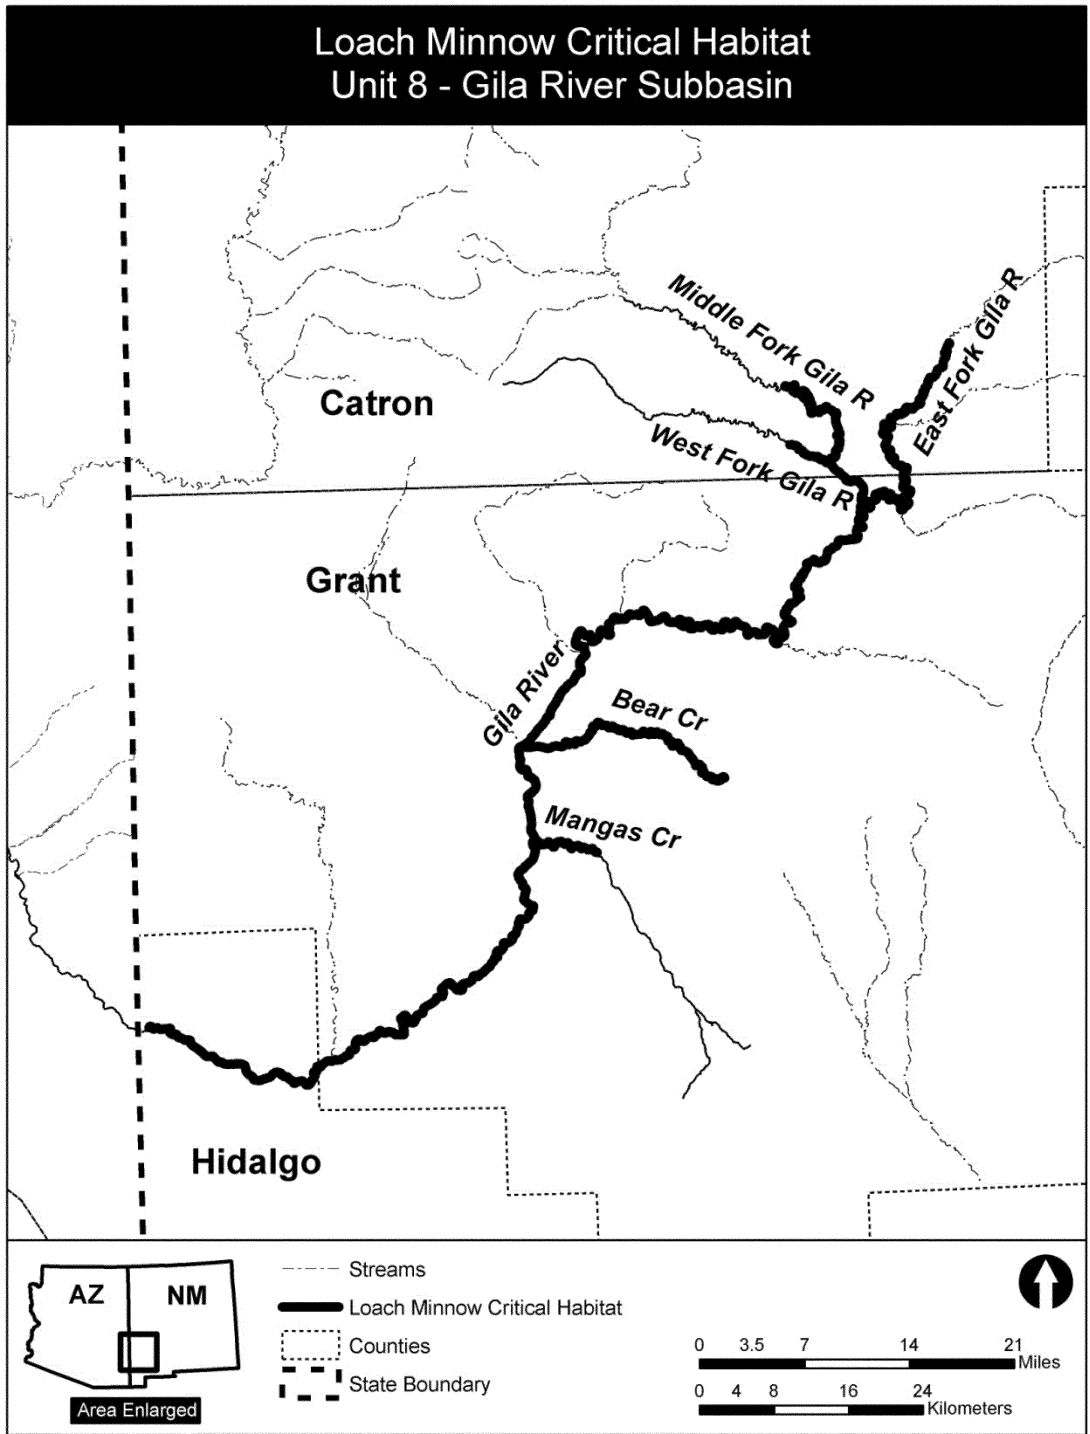 Loach Minnow Critical Habitat
Unit 8 - Gila River Subbasin
Middle Fork Gila R
East Fork Gila R
Catron
West Fork Gila R
Grant
Gila River
Bear Cr
Mangas Cr
Hidalgo
AZ
NM
Area Enlarged
Streams
Loach Minnow Critical Habitat
Counties
State Boundary
0 3.5 7 14 21
Miles
0 4 8 16 24
Kilometers